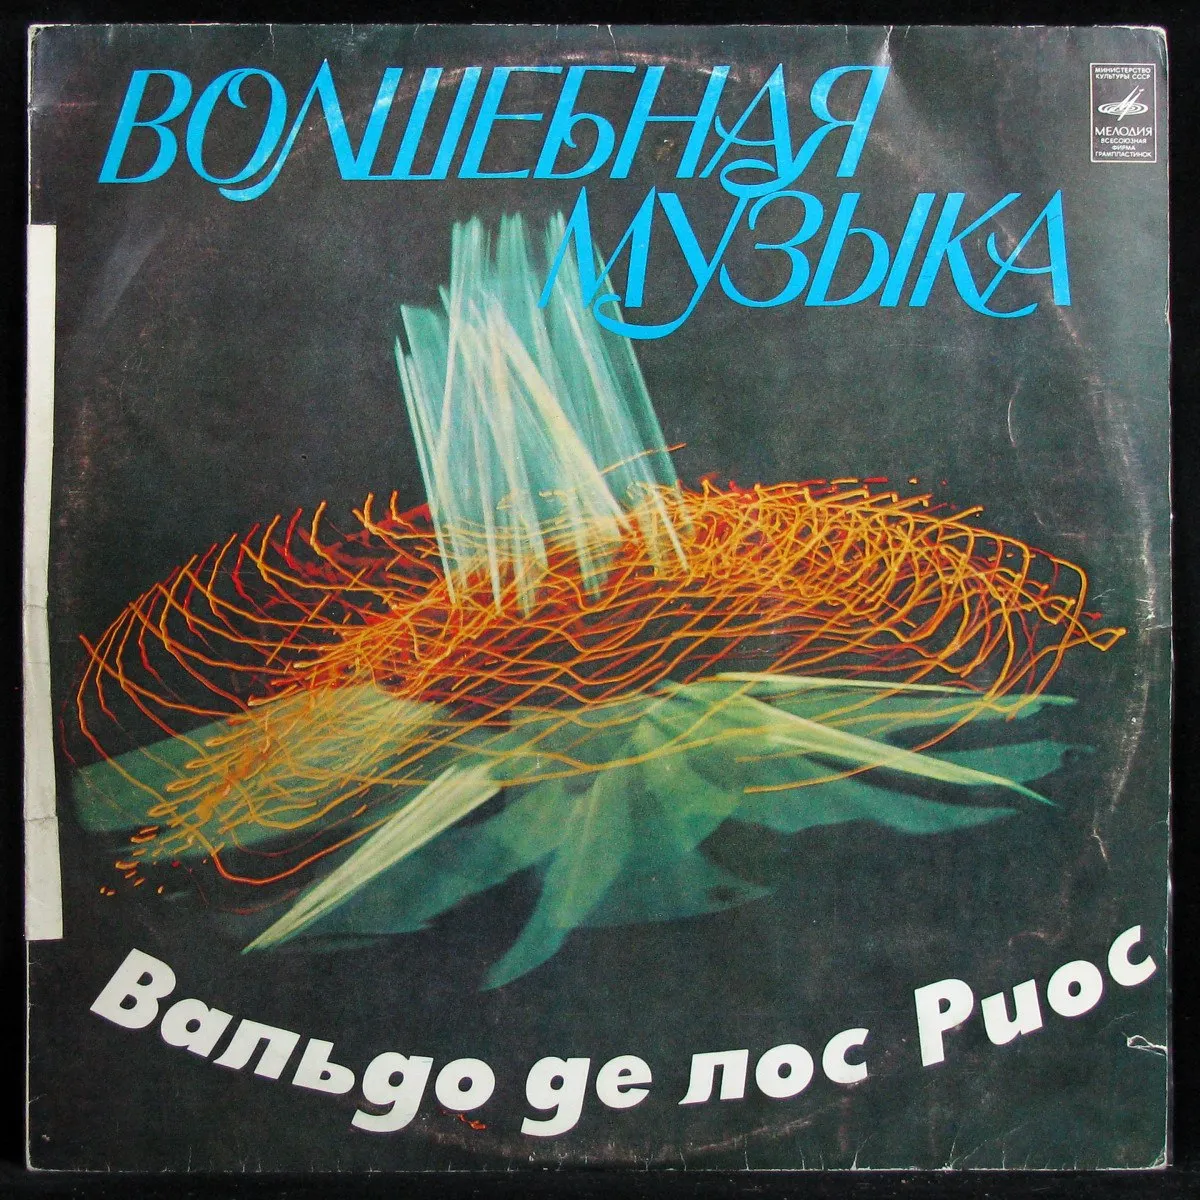 ВОЛШЕБНАЯ
МУЗЫКА
МИНИСТЕРСТВО
КУЛЬТУРЫ СССР
МЕЛОДИЯ
ВСЕСОЮЗНАЯ
ФИРМА
ГРАМПЛАСТИНОК
Вальдо де лос Риос